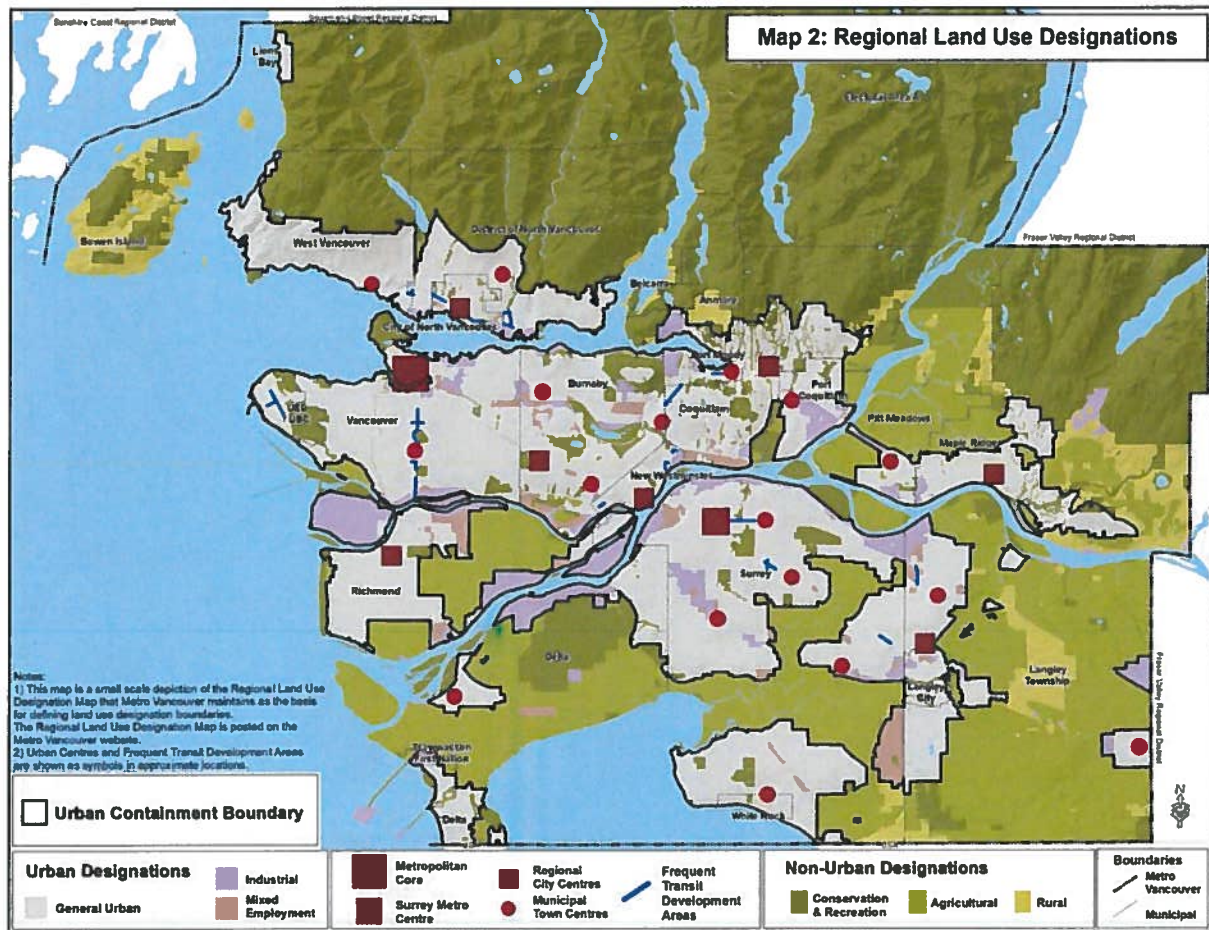 Sunshine Coast Regional District
Squamish-Lillooet Regional District
Map 2: Regional Land Use Designations
Lions
Bay
Electoral Area A
Bowen Island
West Vancouver
District of North Vancouver
Fraser Valley Regional District
Belcarra
Anmore
City of North Vancouver
Port Moody
Burnaby
Coquitlam
Port
Coquitlam
Vancouver
UBC
Pitt Meadows
Maple Ridge
New Westminster
Surrey
Richmond
Delta
Langley
Township
Langley
City
Fraser Valley Regional District
Tsawwassen
First Nation
Delta
White Rock
N
Notes:
1) This map is a small scale depiction of the Regional Land Use
Designation Map that Metro Vancouver maintains as the basis
for defining land use designation boundaries.
The Regional Land Use Designation Map is posted on the
Metro Vancouver website.
2) Urban Centres and Frequent Transit Development Areas
are shown as symbols in approximate locations.
Urban Containment Boundary
Urban Designations
General Urban
Industrial
Mixed
Employment
Metropolitan
Core
Surrey Metro
Centre
Regional
City Centres
Municipal
Town Centres
Frequent
Transit
Development
Areas
Non-Urban Designations
Conservation
& Recreation
Agricultural
Rural
Boundaries
Metro
Vancouver
Municipal